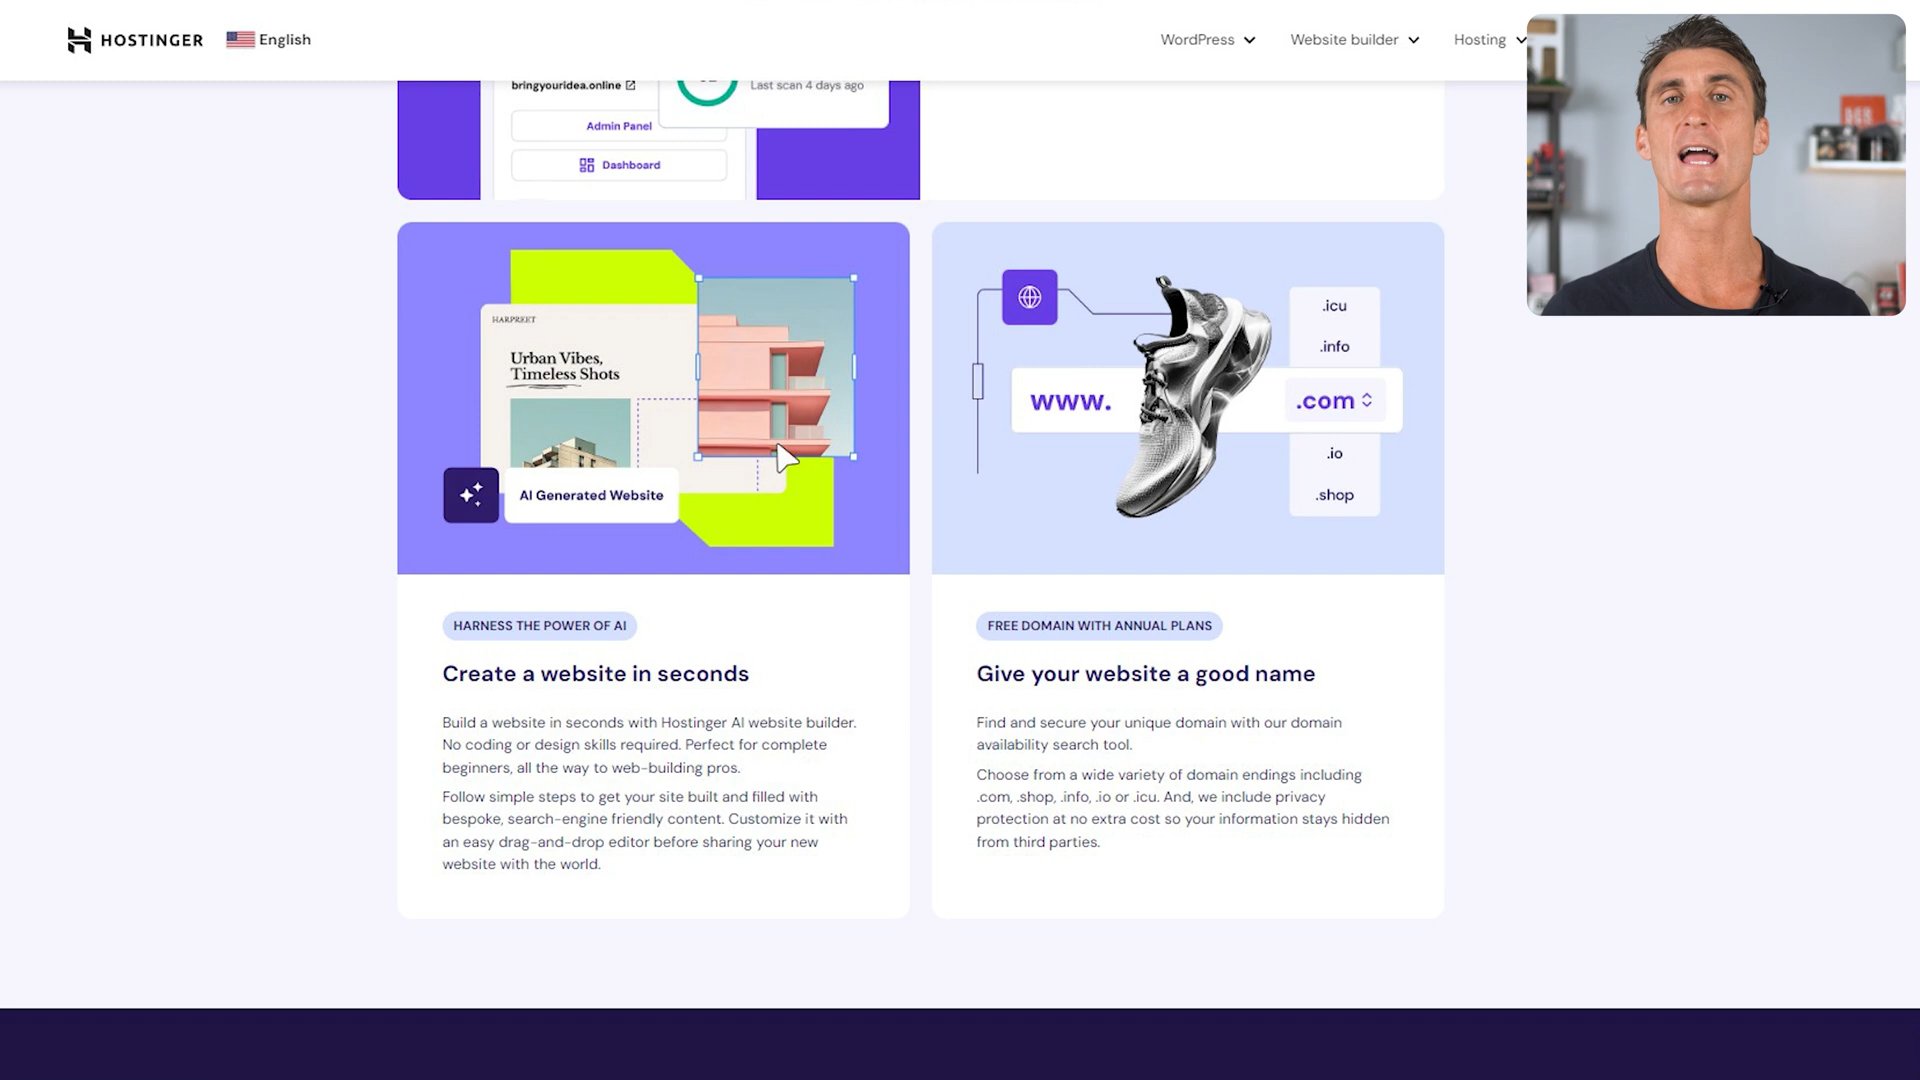 HOSTINGER
English
WordPress
Website builder
Hosting
bringyouridea.online
Last scan 4 days ago
Admin Panel
Dashboard
HARPREET
Urban Vibes,
Timeless Shots
AI Generated Website
.icu
.info
www.
.com
.io
.shop
HARNESS THE POWER OF AI
Create a website in seconds
Build a website in seconds with Hostinger AI website builder.
No coding or design skills required. Perfect for complete
beginners, all the way to web-building pros.
Follow simple steps to get your site built and filled with
bespoke, search-engine friendly content. Customize it with
an easy drag-and-drop editor before sharing your new
website with the world.
FREE DOMAIN WITH ANNUAL PLANS
Give your website a good name
Find and secure your unique domain with our domain
availability search tool.
Choose from a wide variety of domain endings including
.com, .shop, .info, .io or .icu. And, we include privacy
protection at no extra cost so your information stays hidden
from third parties.